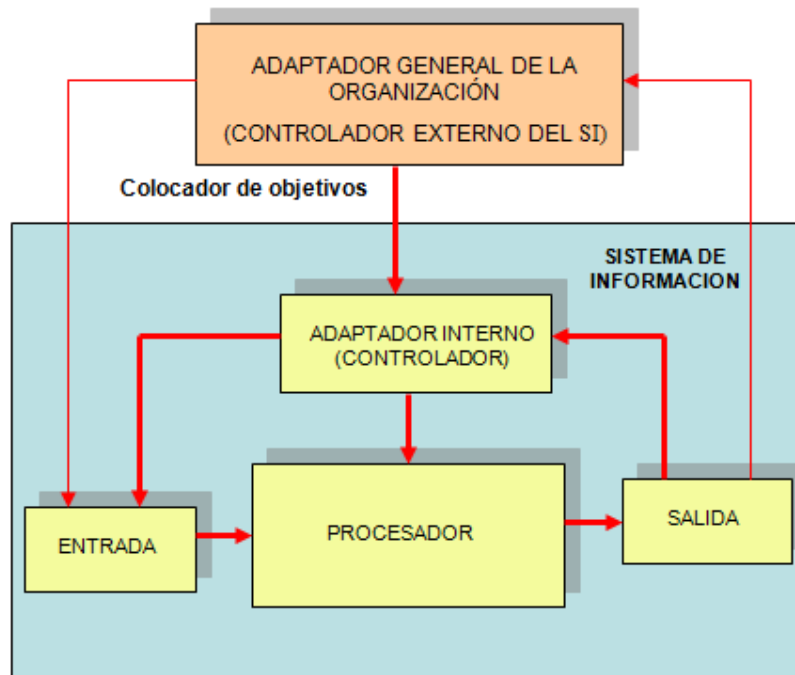 ADAPTADOR GENERAL DE LA
ORGANIZACIÓN
(CONTROLADOR EXTERNO DEL SI)
Colocador de objetivos
SISTEMA DE
INFORMACION
ADAPTADOR INTERNO
(CONTROLADOR)
ENTRADA
PROCESADOR
SALIDA